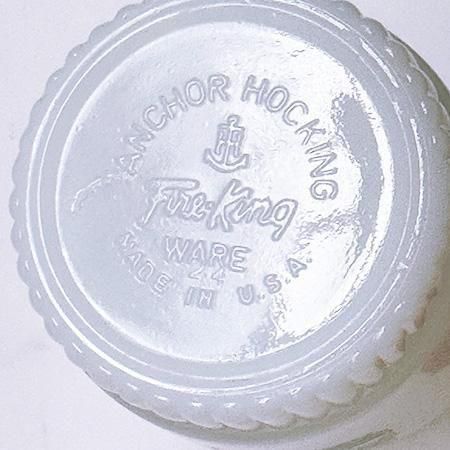 ANCHOR HOCKING
Fire-King
WARE
24
MADE IN U.S.A.